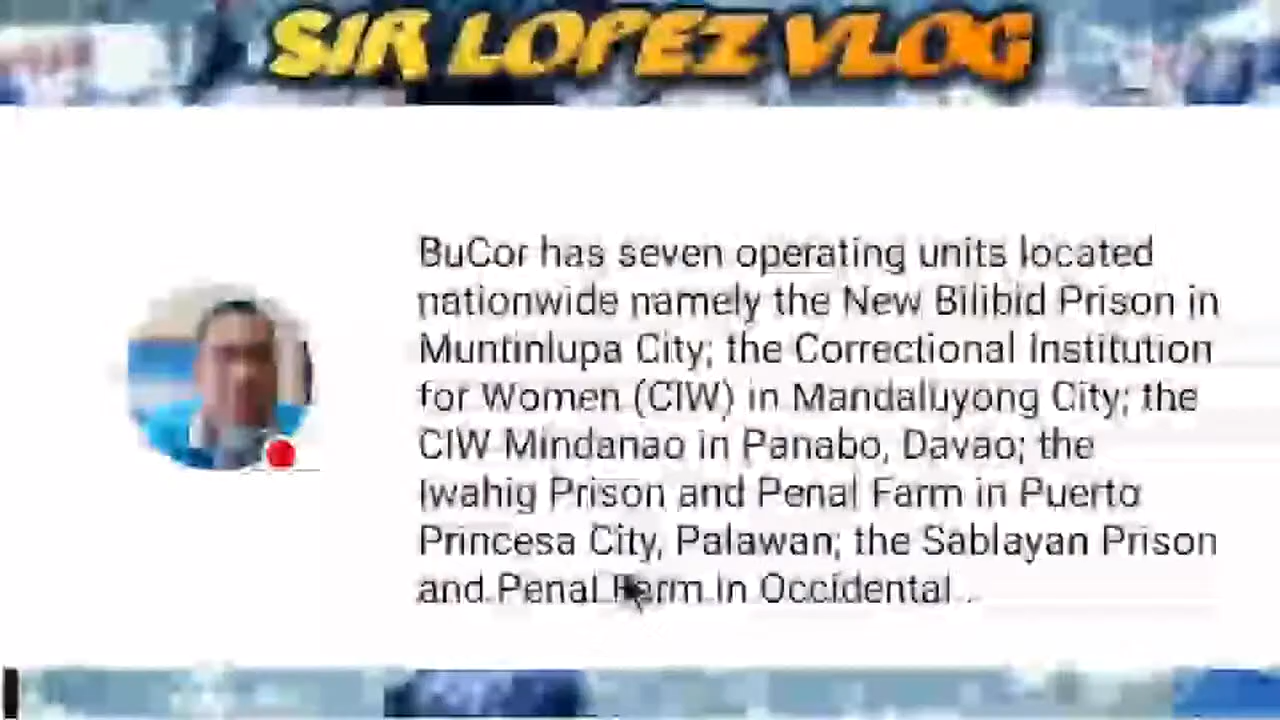 SIR LOPEZ VLOG
BuCor has seven operating units located
nationwide namely the New Bilibid Prison in
Muntinlupa City; the Correctional Institution
for Women (CIW) in Mandaluyong City; the
CIW Mindanao in Panabo, Davao; the
Iwahig Prison and Penal Farm in Puerto
Princesa City, Palawan; the Sablayan Prison
and Penal Farm in Occidental...